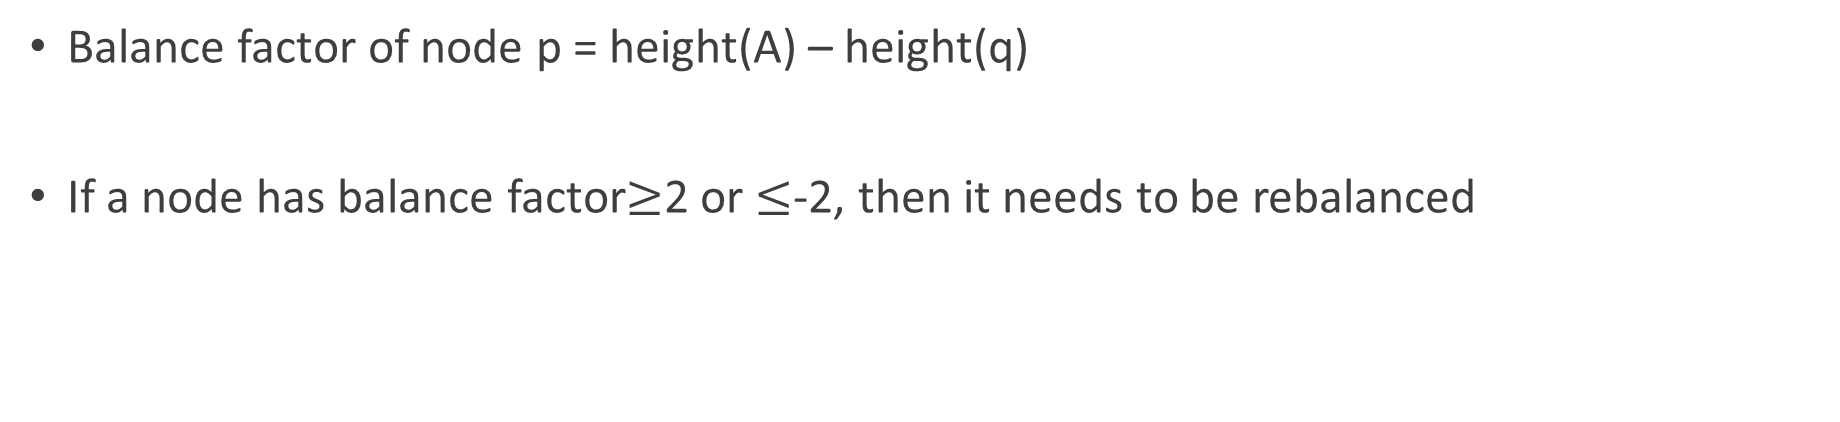 • Balance factor of node p = height(A) – height(q)
• If a node has balance factor≥2 or ≤-2, then it needs to be rebalanced